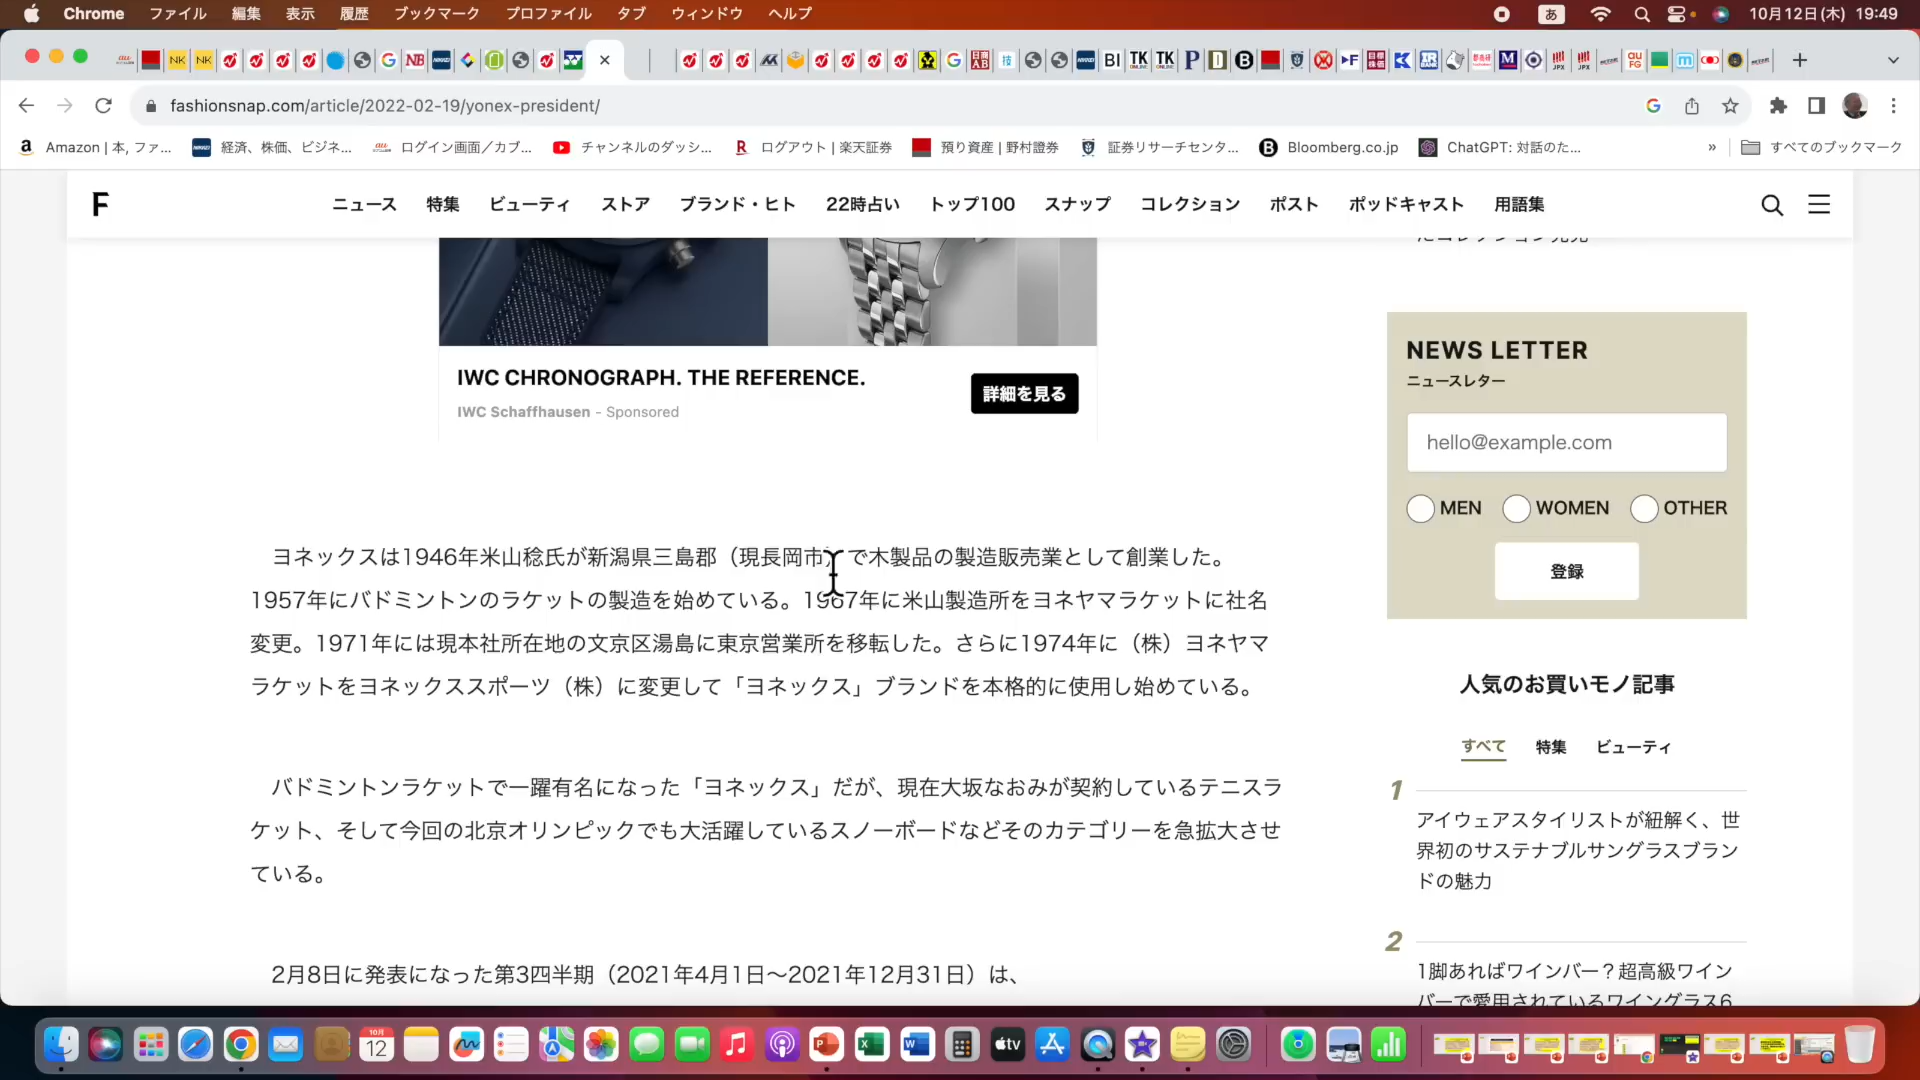 Chrome ファイル 編集 表示 履歴 ブックマーク プロファイル タブ ウィンドウ ヘルプ
あ 10月12日(木) 19:49
fashionsnap.com/article/2022-02-19/yonex-president/
Amazon | 本, ファ... 経済、株価、ビジネ... ログイン画面／カブ... チャンネルのダッシ... ログアウト | 楽天証券 預り資産 | 野村證券 証券リサーチセンタ... Bloomberg.co.jp ChatGPT: 対話のた... » すべてのブックマーク
F ニュース 特集 ビューティ ストア ブランド・ヒト 22時占い トップ100 スナップ コレクション ポスト ポッドキャスト 用語集
IWC CHRONOGRAPH. THE REFERENCE.
IWC Schaffhausen - Sponsored
詳細を見る
ヨネックスは1946年米山稔氏が新潟県三島郡（現長岡市）で木製品の製造販売業として創業した。
1957年にバドミントンのラケットの製造を始めている。1967年に米山製造所をヨネヤマラケットに社名
変更。1971年には現本社所在地の文京区湯島に東京営業所を移転した。さらに1974年に（株）ヨネヤマ
ラケットをヨネックススポーツ（株）に変更して「ヨネックス」ブランドを本格的に使用し始めている。
バドミントンラケットで一躍有名になった「ヨネックス」だが、現在大坂なおみが契約しているテニスラ
ケット、そして今回の北京オリンピックでも大活躍しているスノーボードなどそのカテゴリーを急拡大させ
ている。
2月8日に発表になった第3四半期（2021年4月1日〜2021年12月31日）は、
NEWS LETTER
ニュースレター
hello@example.com
MEN WOMEN OTHER
登録
人気のお買いモノ記事
すべて 特集 ビューティ
1
アイウェアスタイリストが紐解く、世
界初のサステナブルサングラスブラン
ドの魅力
2
1脚あればワインバー？超高級ワイン
バーで愛用されているワイングラス6
10月
12
tv